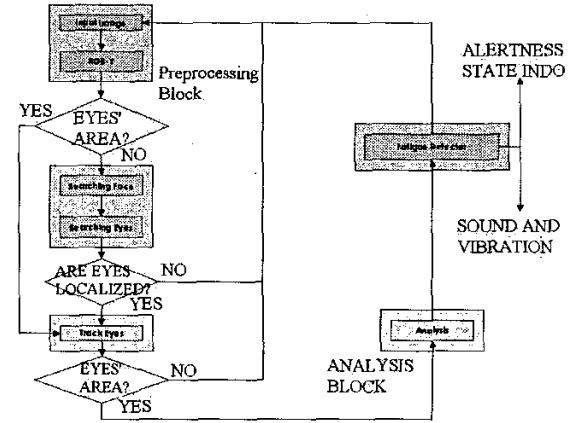 Input Image
Preprocessing
Block
YES
EYES'
AREA?
NO
Searching Face
Searching Eyes
ARE EYES
LOCALIZED?
NO
YES
Track Eyes
EYES'
AREA?
NO
YES
ALERTNESS
STATE INDO
Fatigue Detector
SOUND AND
VIBRATION
Analysis
ANALYSIS
BLOCK